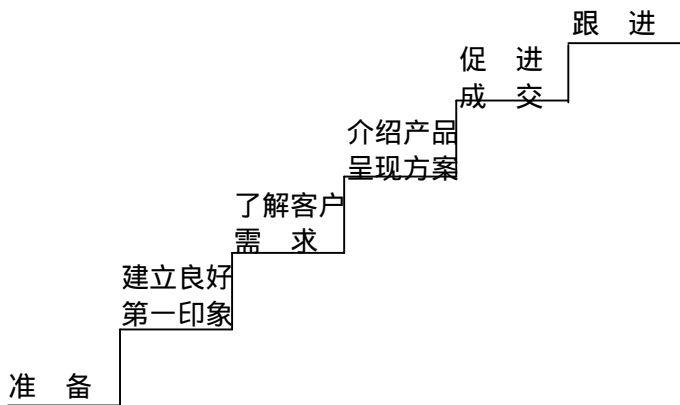 跟 进
促 进
成 交
介绍产品
呈现方案
了解客户
需 求
建立良好
第一印象
准 备